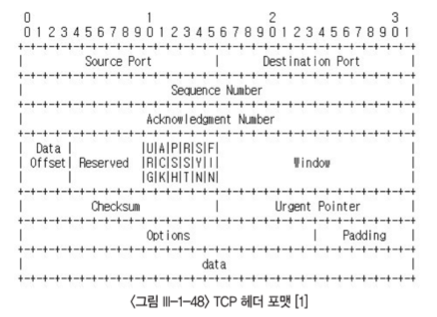 0 1 2 3
0 1 2 3 4 5 6 7 8 9 0 1 2 3 4 5 6 7 8 9 0 1 2 3 4 5 6 7 8 9 0 1
+-+-+-+-+-+-+-+-+-+-+-+-+-+-+-+-+-+-+-+-+-+-+-+-+-+-+-+-+-+-+-+-+
| Source Port | Destination Port |
+-+-+-+-+-+-+-+-+-+-+-+-+-+-+-+-+-+-+-+-+-+-+-+-+-+-+-+-+-+-+-+-+
| Sequence Number |
+-+-+-+-+-+-+-+-+-+-+-+-+-+-+-+-+-+-+-+-+-+-+-+-+-+-+-+-+-+-+-+-+
| Acknowledgment Number |
+-+-+-+-+-+-+-+-+-+-+-+-+-+-+-+-+-+-+-+-+-+-+-+-+-+-+-+-+-+-+-+-+
| Data | |U|A|P|R|S|F| |
| Offset| Reserved |R|C|S|S|Y|I| Window |
| | |G|K|H|T|N|N| |
+-+-+-+-+-+-+-+-+-+-+-+-+-+-+-+-+-+-+-+-+-+-+-+-+-+-+-+-+-+-+-+-+
| Checksum | Urgent Pointer |
+-+-+-+-+-+-+-+-+-+-+-+-+-+-+-+-+-+-+-+-+-+-+-+-+-+-+-+-+-+-+-+-+
| Options | Padding |
+-+-+-+-+-+-+-+-+-+-+-+-+-+-+-+-+-+-+-+-+-+-+-+-+-+-+-+-+-+-+-+-+
| data |
+-+-+-+-+-+-+-+-+-+-+-+-+-+-+-+-+-+-+-+-+-+-+-+-+-+-+-+-+-+-+-+-+
〈그림 Ⅲ-1-48〉 TCP 헤더 포맷 [1]